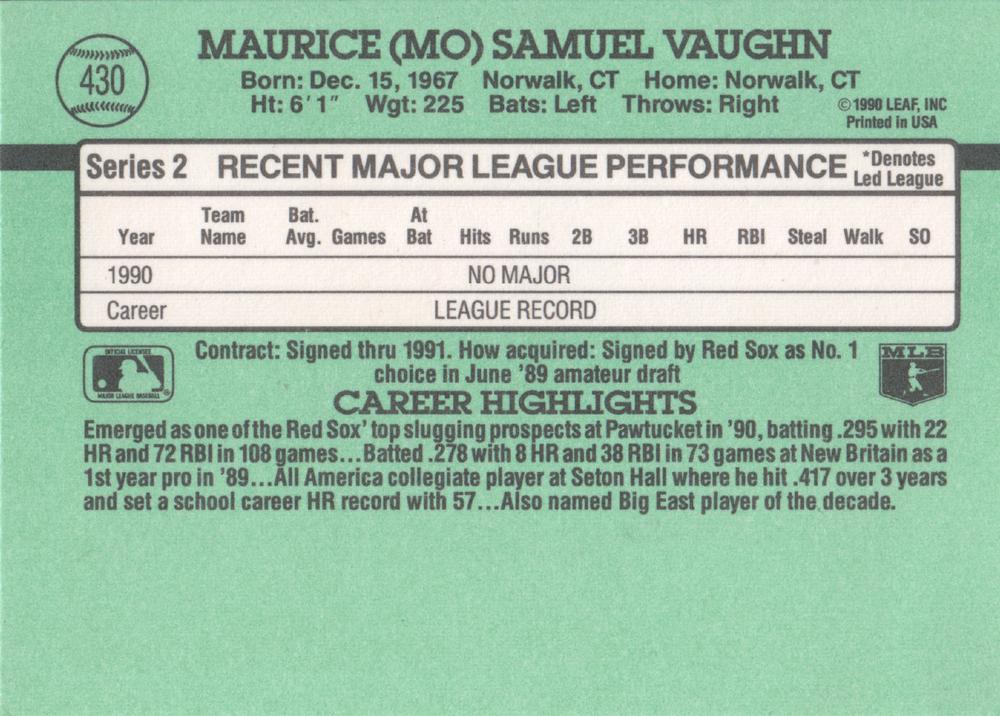 430
MAURICE (MO) SAMUEL VAUGHN
Born: Dec. 15, 1967 Norwalk, CT Home: Norwalk, CT
Ht: 6' 1" Wgt: 225 Bats: Left Throws: Right
©1990 LEAF, INC
Printed in USA
Series 2 RECENT MAJOR LEAGUE PERFORMANCE *Denotes Led League
Year Team Name Bat. Avg. Games At Bat Hits Runs 2B 3B HR RBI Steal Walk SO
1990 NO MAJOR
Career LEAGUE RECORD
OFFICIAL LICENSEE
MAJOR LEAGUE BASEBALL
®
Contract: Signed thru 1991. How acquired: Signed by Red Sox as No. 1
choice in June '89 amateur draft
MLB
CAREER HIGHLIGHTS
Emerged as one of the Red Sox' top slugging prospects at Pawtucket in '90, batting .295 with 22
HR and 72 RBI in 108 games...Batted .278 with 8 HR and 38 RBI in 73 games at New Britain as a
1st year pro in '89...All America collegiate player at Seton Hall where he hit .417 over 3 years
and set a school career HR record with 57...Also named Big East player of the decade.